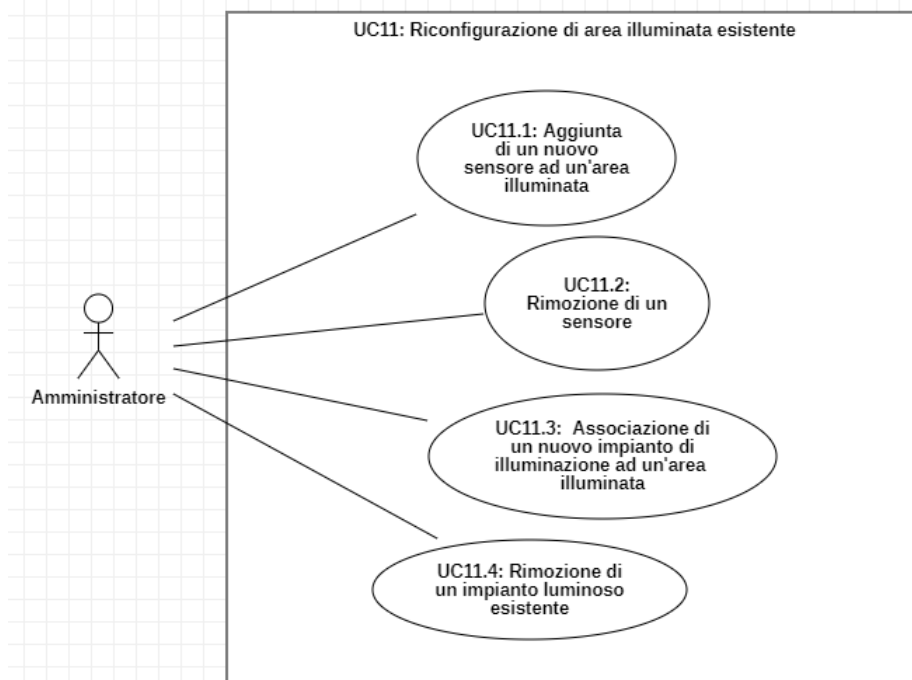 UC11: Riconfigurazione di area illuminata esistente
UC11.1: Aggiunta
di un nuovo
sensore ad un'area
illuminata
UC11.2:
Rimozione di un
sensore
Amministratore
UC11.3: Associazione di
un nuovo impianto di
illuminazione ad un'area
illuminata
UC11.4: Rimozione di
un impianto luminoso
esistente